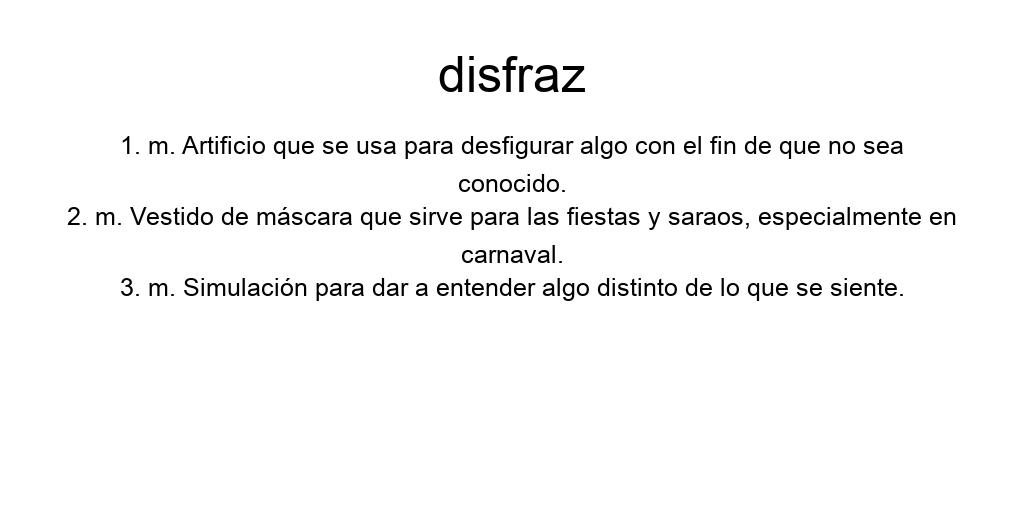 disfraz
1. m. Artificio que se usa para desfigurar algo con el fin de que no sea
conocido.
2. m. Vestido de máscara que sirve para las fiestas y saraos, especialmente en
carnaval.
3. m. Simulación para dar a entender algo distinto de lo que se siente.